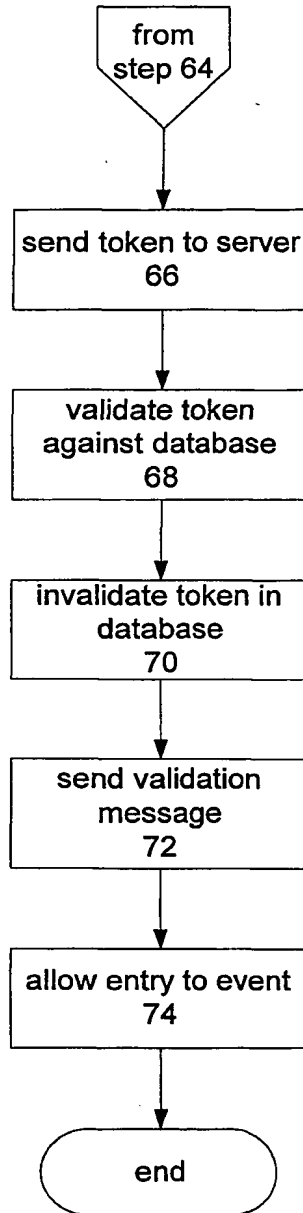 from
step 64
send token to server
66
validate token
against database
68
invalidate token in
database
70
send validation
message
72
allow entry to event
74
end